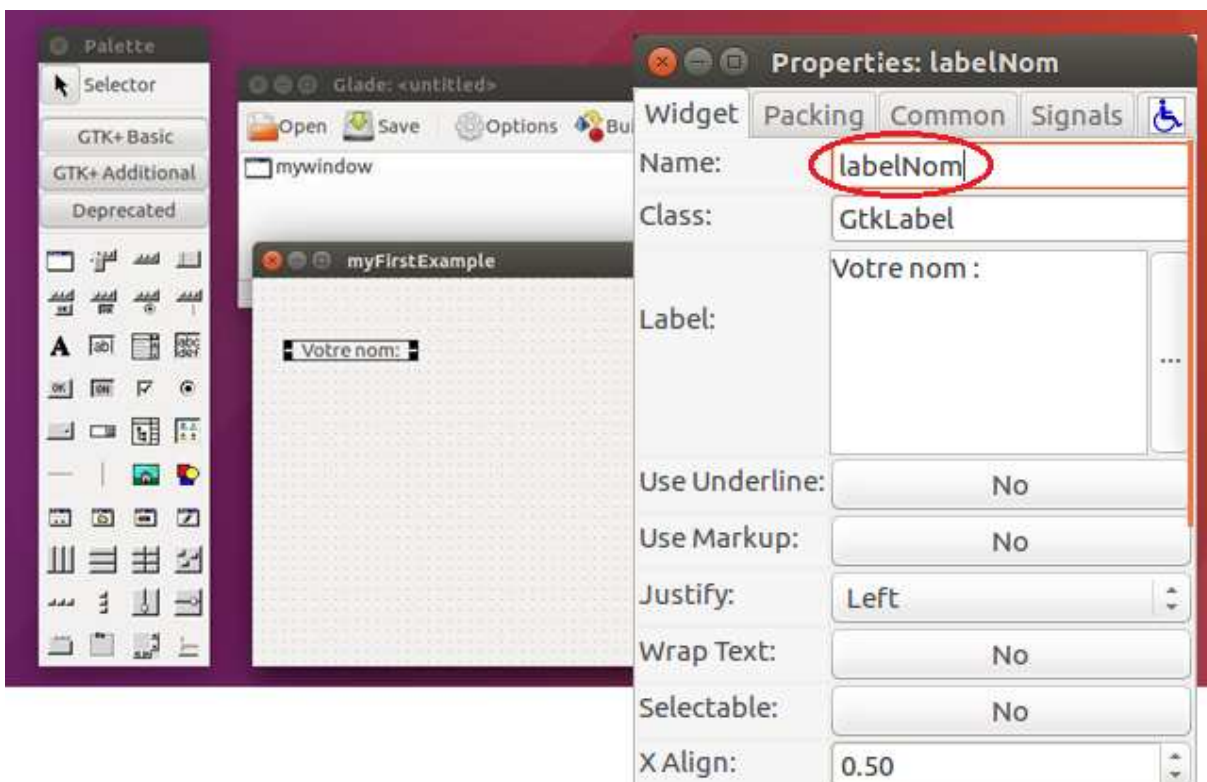 Palette
Selector
GTK+ Basic
GTK+ Additional
Deprecated
Glade: <untitled>
Open Save Options Bui
mywindow
myFirstExample
Votre nom:
Properties: labelNom
Widget Packing Common Signals
Name: labelNom
Class: GtkLabel
Label: Votre nom :
...
Use Underline: No
Use Markup: No
Justify: Left
Wrap Text: No
Selectable: No
X Align: 0.50